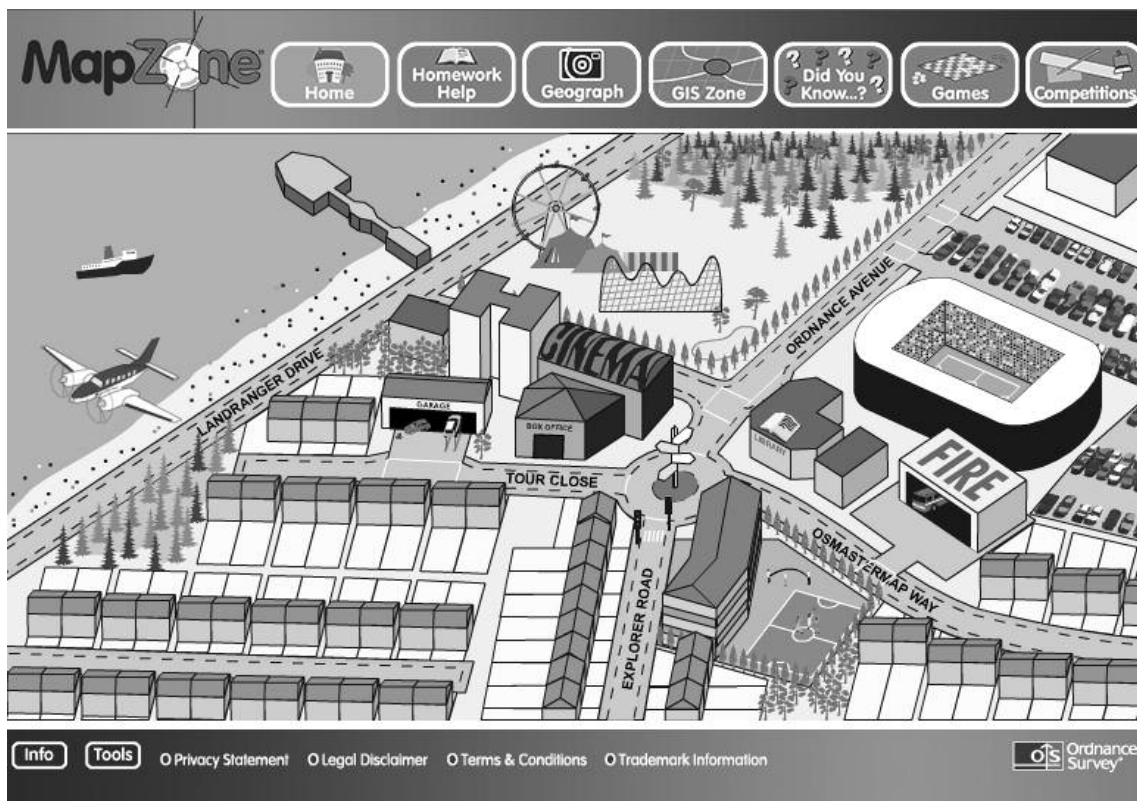 MapZone
Home
Homework
Help
Geograph
GIS Zone
Did You
Know...?
Games
Competitions
ORDNANCE AVENUE
LANDRANGER DRIVE
CINEMA
GARAGE
BOX OFFICE
LIBRARY
FIRE
TOUR CLOSE
OSMASTERMAP WAY
EXPLORER ROAD
Info
Tools
Privacy Statement
Legal Disclaimer
Terms & Conditions
Trademark Information
OS
Ordnance
Survey®